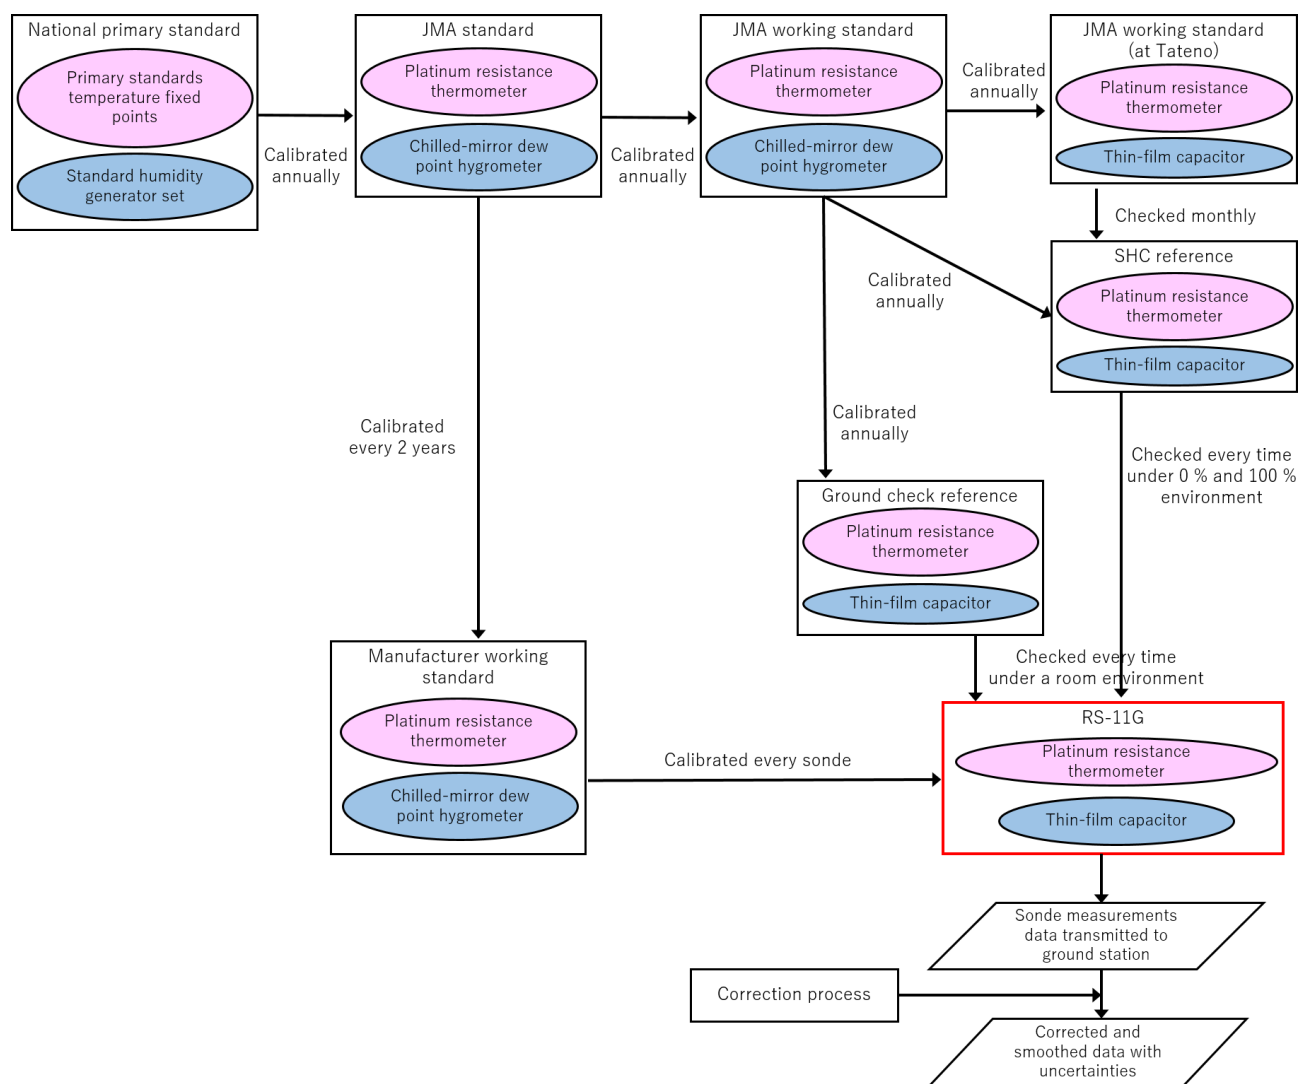 National primary standard
Primary standards
temperature fixed
points
Standard humidity
generator set
Calibrated
annually
JMA standard
Platinum resistance
thermometer
Chilled-mirror dew
point hygrometer
Calibrated
annually
JMA working standard
Platinum resistance
thermometer
Chilled-mirror dew
point hygrometer
Calibrated
annually
JMA working standard
(at Tateno)
Platinum resistance
thermometer
Thin-film capacitor
Checked monthly
SHC reference
Platinum resistance
thermometer
Thin-film capacitor
Calibrated
annually
Calibrated
annually
Calibrated
every 2 years
Checked every time
under 0 % and 100 %
environment
Ground check reference
Platinum resistance
thermometer
Thin-film capacitor
Checked every time
under a room environment
Manufacturer working
standard
Platinum resistance
thermometer
Chilled-mirror dew
point hygrometer
Calibrated every sonde
RS-11G
Platinum resistance
thermometer
Thin-film capacitor
Sonde measurements
data transmitted to
ground station
Correction process
Corrected and
smoothed data with
uncertainties